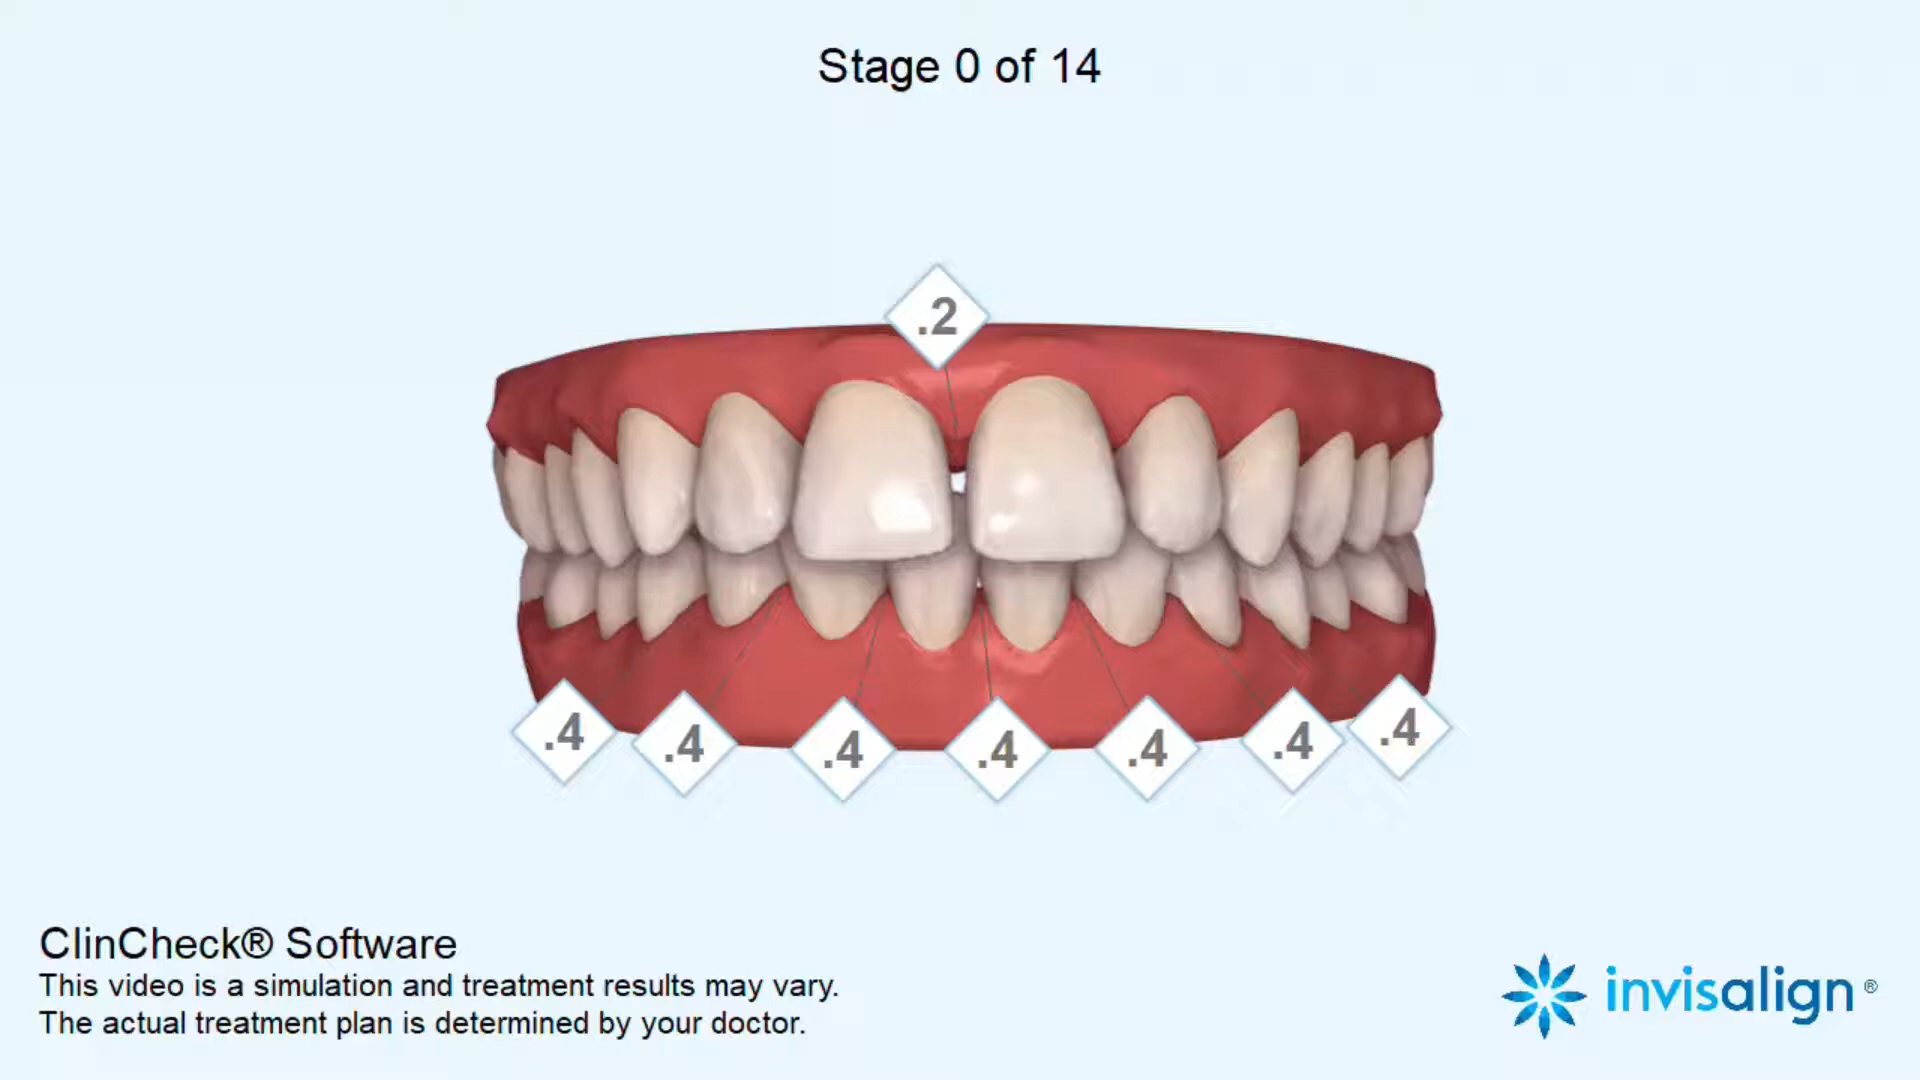 Stage 0 of 14
.2
.4 .4 .4 .4 .4 .4 .4
ClinCheck® Software
This video is a simulation and treatment results may vary.
The actual treatment plan is determined by your doctor.
invisalign®